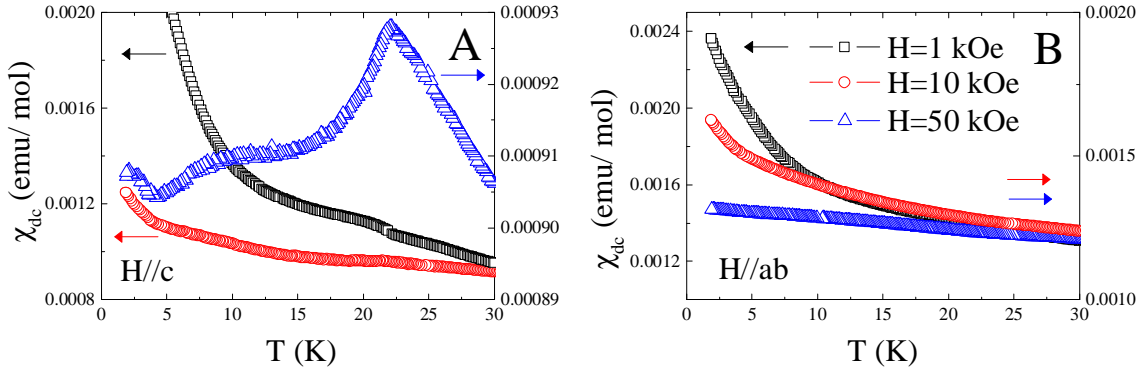 0.0020
0.0016
0.0012
0.0008
χdc (emu/ mol)
0 5 10 15 20 25 30
T (K)
0.00093
0.00092
0.00091
0.00090
0.00089
A
H//c
0.0024
0.0020
0.0016
0.0012
χdc (emu/ mol)
0 5 10 15 20 25 30
T (K)
0.0020
0.0015
0.0010
B
H=1 kOe
H=10 kOe
H=50 kOe
H//ab